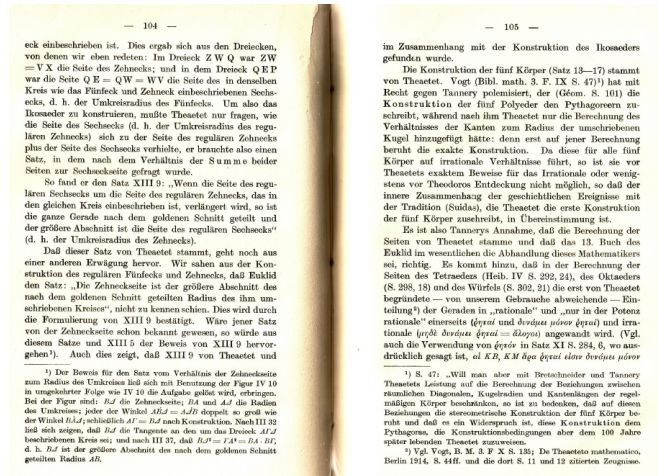 — 104 —
eck einbeschrieben ist. Dies ergab sich aus den Dreiecken,
von denen wir eben redeten: Im Dreieck Z W Q war ZW
= V X die Seite des Zehnecks; und in dem Dreieck Q E P
war die Seite Q E = Q W = W V die Seite des in denselben
Kreis wie das Fünfeck und Zehneck einbeschriebenen Sechs-
ecks, d. h. der Umkreisradius des Fünfecks. Um also das
Ikosaeder zu konstruieren, mußte Theaetet nur fragen, wie
die Seite des Sechsecks (d. h. der Umkreisradius des regu-
lären Zehnecks) sich zu der Seite des regulären Zehnecks
plus der Seite des Sechsecks verhielte, er brauchte also einen
Satz, in dem nach dem Verhältnis der Summe beider
Seiten zur Sechseckseite gefragt wurde.
So fand er den Satz XIII 9: „Wenn die Seite des regu-
lären Sechsecks um die Seite des regulären Zehnecks, das in
den gleichen Kreis einbeschrieben ist, verlängert wird, so ist
die ganze Gerade nach dem goldenen Schnitt geteilt und
der größere Abschnitt ist die Seite des regulären Sechsecks“
(d. h. der Umkreisradius des Zehnecks).
Daß dieser Satz von Theaetet stammt, geht noch aus
einer anderen Erwägung hervor. Wir sahen aus der Kon-
struktion des regulären Fünfecks und Zehnecks, daß Euklid
den Satz: „Die Zehneckseite ist der größere Abschnitt des
nach dem goldenen Schnitt geteilten Radius des ihm um-
schriebenen Kreises“, nicht zu kennen schien. Dies wird durch
die Formulierung von XIII 9 bestätigt. Wäre jener Satz
von der Zehneckseite schon bekannt gewesen, so würde aus
diesem Satze und XIII 5 der Beweis von XIII 9 hervor-
gehen¹). Auch dies zeigt, daß XIII 9 von Theaetet und
¹) Der Beweis für den Satz vom Verhältnis der Zehneckseite
zum Radius des Umkreises ließ sich mit Benutzung der Figur IV 10
in umgekehrter Folge wie IV 10 die Aufgabe gelöst wird, erbringen.
Bei der Figur sind: BΔ die Zehneckseite; BA und AΔ die Radien
des Umkreises; jeder der Winkel doppelt so groß wie
der Winkel schließlich AΓ = BΔ nach Konstruktion. Nach III 32
ließ sich zeigen, daß BΔ die Tangente an den um das Dreieck AΓΔ
beschriebenen Kreis sei; und nach III 37, daß BΔ² = ΓA² = BA · BΓ,
d. h. BΔ ist der größere Abschnitt des nach dem goldenen Schnitt
geteilten Radius AB.
— 105 —
im Zusammenhang mit der Konstruktion des Ikosaeders
gefunden wurde.
Die Konstruktion der fünf Körper (Satz 13—17) stammt
von Theaetet. Vogt (Bibl. math. 3. F. IX S. 47)¹) hat mit
Recht gegen Tannery polemisiert, der (Géom. S. 101) die
Konstruktion der fünf Polyeder den Pythagoreern zu-
schreibt, während nach ihm Theaetet nur die Berechnung des
Verhältnisses der Kanten zum Radius der umschriebenen
Kugel hinzugefügt hätte: denn erst auf jener Berechnung
beruht die exakte Konstruktion. Da diese für alle fünf
Körper auf irrationale Verhältnisse führt, so ist sie vor
Theaetets exaktem Beweis für das Irrationale oder wenig-
stens vor Theodoros Entdeckung nicht möglich, so daß der
innere Zusammenhang der geschichtlichen Ereignisse mit
der Tradition (Suidas), die Theaetet die erste Konstruktion
der fünf Körper zuschreibt, in Übereinstimmung ist.
Es ist also Tannerys Annahme, daß die Berechnung der
Seiten von Theaetet stamme und daß das 13. Buch des
Euklid im wesentlichen die Abhandlung dieses Mathematikers
sei, richtig. Es kommt hinzu, daß in der Berechnung der
Seiten des Tetraeders (Heib. IV S. 292, 24), des Oktaeders
(S. 298, 18) und des Würfels (S. 302, 21) die erst von Theaetet
begründete — von unserem Gebrauche abweichende — Ein-
teilung²) der Geraden in „rationale“ und „nur in der Potenz
rationale“ einerseits (ῥηταί und δυνάμει μόνον ῥηταί) und irra-
tionale (μηδὲ δυνάμει ῥηταί = ἄλογοι) angewandt wird. (Vgl.
auch die Verwendung von ῥητόν in Satz XI S. 284, 6, wo aus-
drücklich gesagt ist, αἱ KB, KM ἄρα ῥηταί εἰσιν δυνάμει μόνον
¹) S. 47: „Will man aber mit Bretschneider und Tannery
Theaetets Leistung auf die Berechnung der Beziehungen zwischen
räumlichen Diagonalen, Kugelradien und Kantenlängen der regel-
mäßigen Körper beschränken, so ist zu bedenken, daß auf diesen
Beziehungen die stereometrische Konstruktion der fünf Körper be-
ruht und daß es ein Widerspruch ist, diese Konstruktion dem
Pythagoras, die Konstruktionbedingungen aber dem 100 Jahre
später lebenden Theaetet zuzuweisen.
²) Vgl. Vogt, B. M. 3. F X S. 135; De Theaeteto mathematico,
Berlin 1914, S. 44ff. und die dort S. 11 und 12 zitierten Zeugnisse.